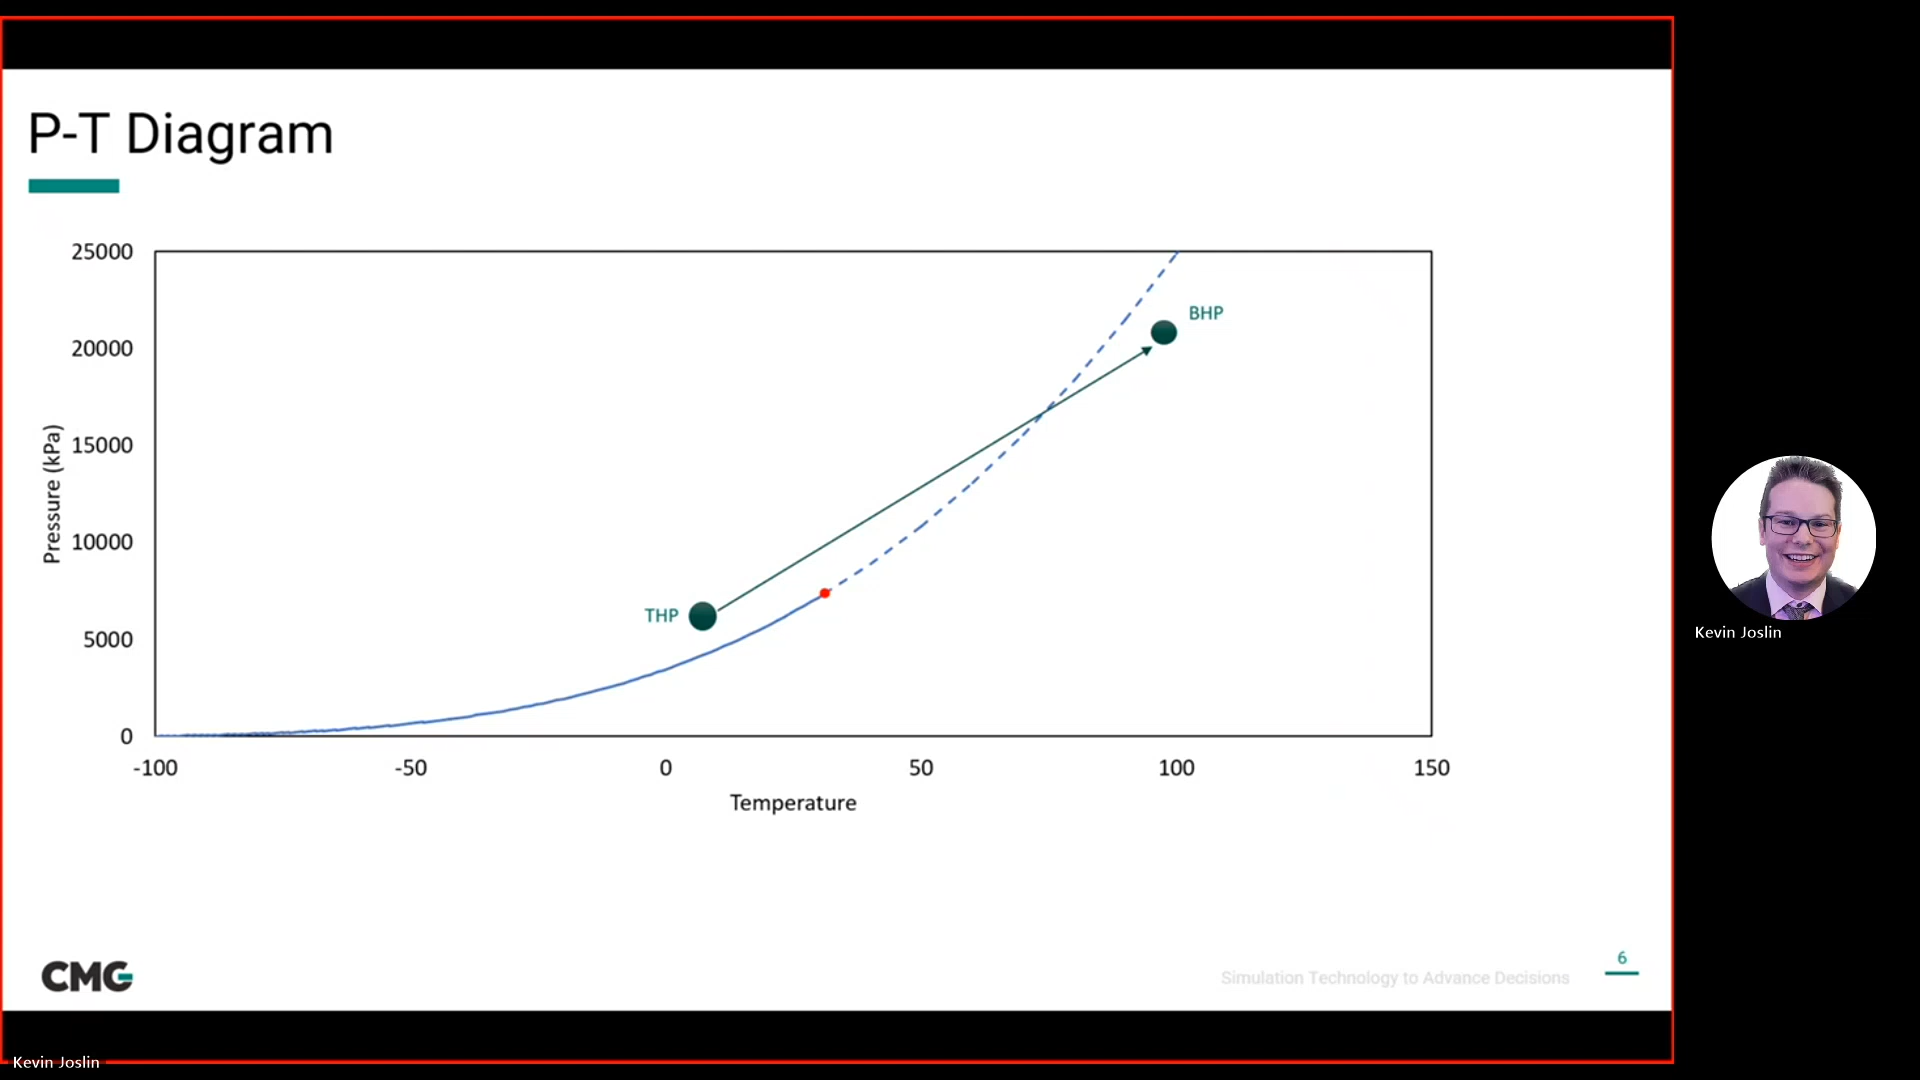 P-T Diagram
25000
20000
15000
10000
5000
0
Pressure (kPa)
BHP
THP
-100
-50
0
50
100
150
Temperature
CMG
Simulation Technology to Advance Decisions
6
Kevin Joslin
Kevin Joslin